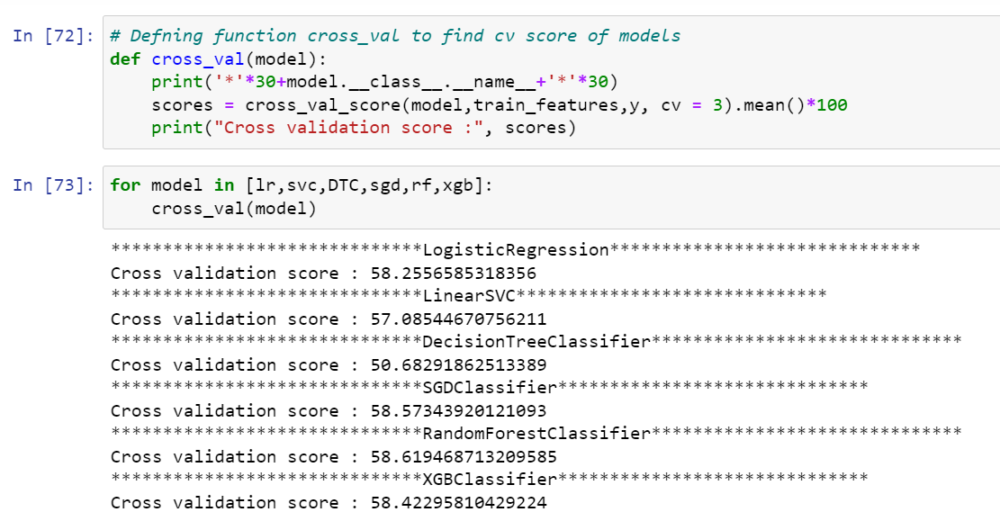 In [72]: # Defning function cross_val to find cv score of models
def cross_val(model):
print('*'*30+model.__class__.__name__+'*'*30)
scores = cross_val_score(model,train_features,y, cv = 3).mean()*100
print("Cross validation score :", scores)
In [73]: for model in [lr,svc,DTC,sgd,rf,xgb]:
cross_val(model)
******************************LogisticRegression******************************
Cross validation score : 58.2556585318356
******************************LinearSVC******************************
Cross validation score : 57.08544670756211
******************************DecisionTreeClassifier******************************
Cross validation score : 50.68291862513389
******************************SGDClassifier******************************
Cross validation score : 58.57343920121093
******************************RandomForestClassifier******************************
Cross validation score : 58.619468713209585
******************************XGBClassifier******************************
Cross validation score : 58.42295810429224